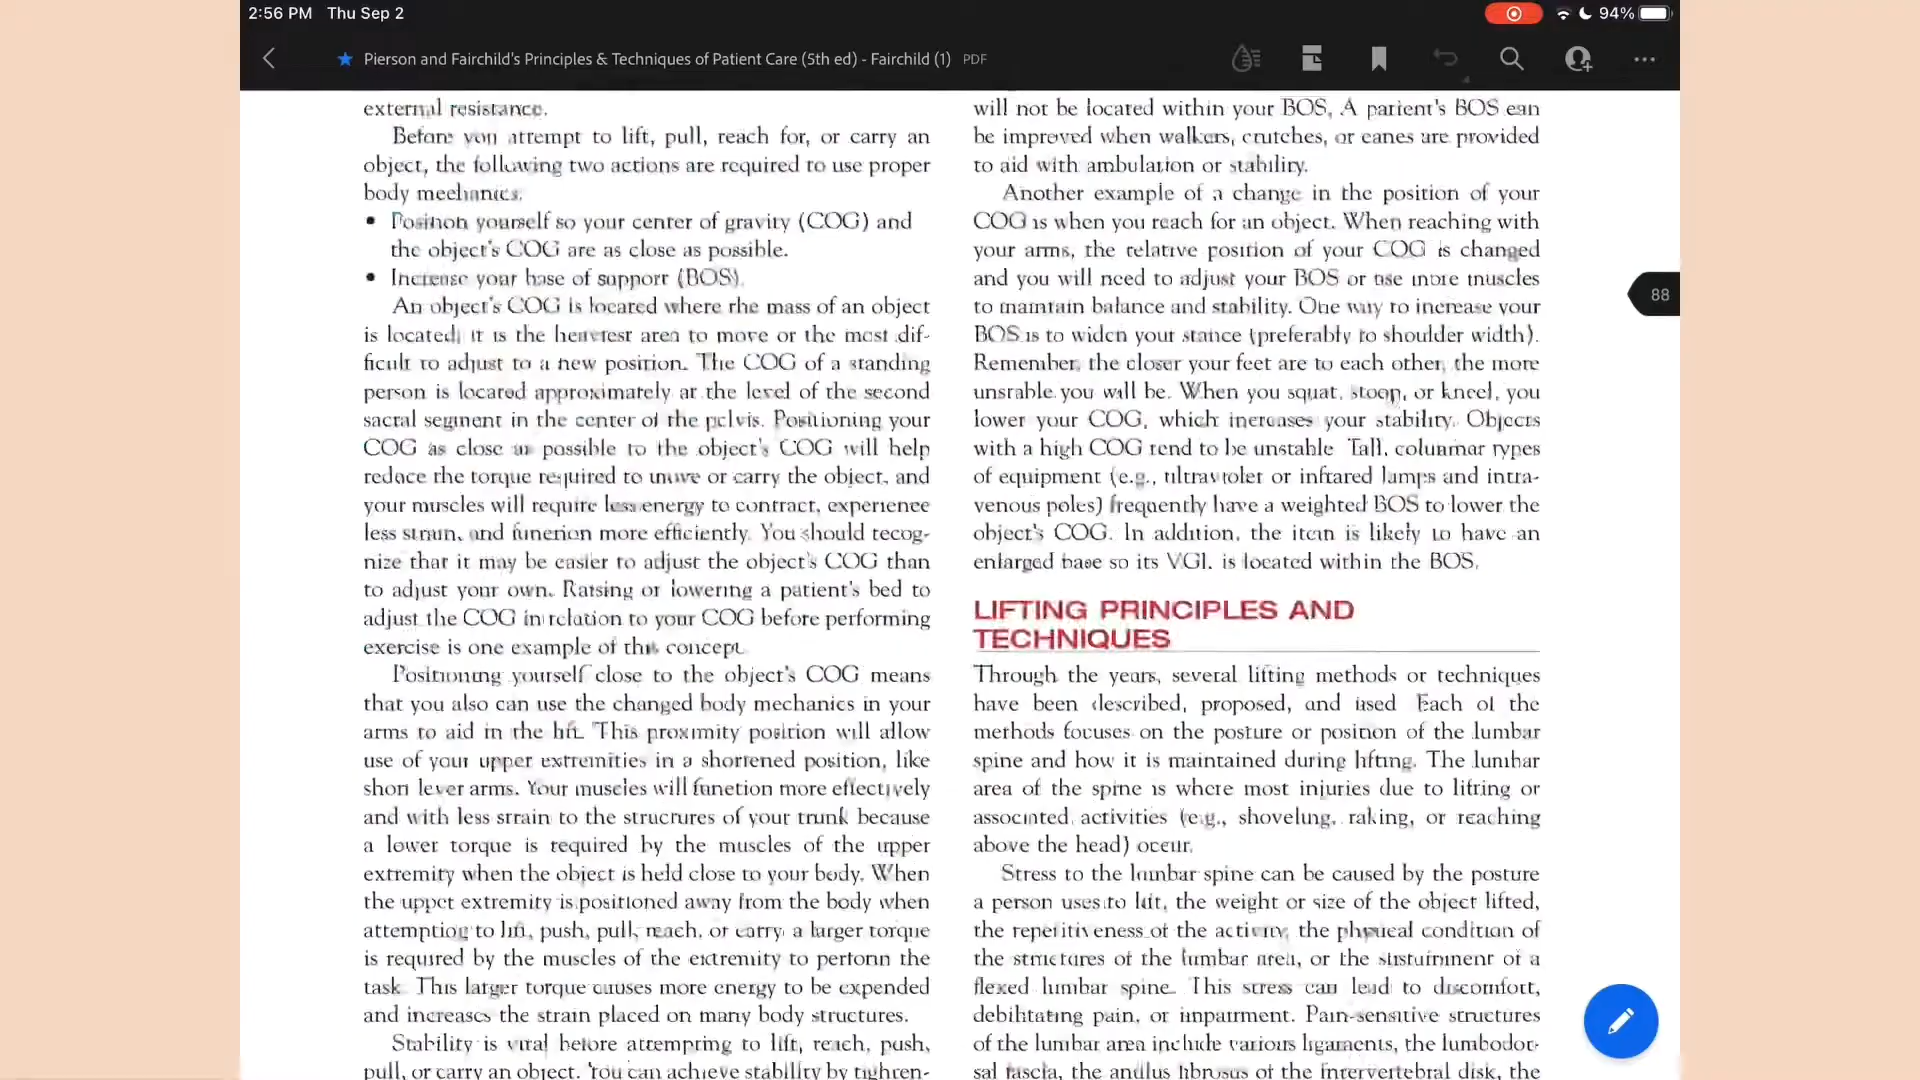 2:56 PM Thu Sep 2
94%
Pierson and Fairchild's Principles & Techniques of Patient Care (5th ed) - Fairchild (1) PDF
external resistance.
Before you attempt to lift, pull, reach for, or carry an
object, the following two actions are required to use proper
body mechanics.
• Position yourself so your center of gravity (COG) and
the object's COG are as close as possible.
• Increase your base of support (BOS).
An object's COG is located where the mass of an object
is located; it is the heaviest area to move or the most dif-
ficult to adjust to a new position. The COG of a standing
person is located approximately at the level of the second
sacral segment in the center of the pelvis. Positioning your
COG as close as possible to the object's COG will help
reduce the torque required to move or carry the object, and
your muscles will require less energy to contract, experience
less strain, and function more efficiently. You should recog-
nize that it may be easier to adjust the object's COG than
to adjust your own. Raising or lowering a patient's bed to
adjust the COG in relation to your COG before performing
exercise is one example of this concept.
Positioning yourself close to the object's COG means
that you also can use the changed body mechanics in your
arms to aid in the lift. This proximity position will allow
use of your upper extremities in a shortened position, like
short lever arms. Your muscles will function more effectively
and with less strain to the structures of your trunk because
a lower torque is required by the muscles of the upper
extremity when the object is held close to your body. When
the upper extremity is positioned away from the body when
attempting to lift, push, pull, reach, or carry, a larger torque
is required by the muscles of the extremity to perform the
task. This larger torque causes more energy to be expended
and increases the strain placed on many body structures.
Stability is vital before attempting to lift, reach, push,
pull, or carry an object. You can achieve stability by tighten-
will not be located within your BOS. A patient's BOS can
be improved when walkers, crutches, or canes are provided
to aid with ambulation or stability.
Another example of a change in the position of your
COG is when you reach for an object. When reaching with
your arms, the relative position of your COG is changed
and you will need to adjust your BOS or use more muscles
to maintain balance and stability. One way to increase your
BOS is to widen your stance (preferably to shoulder width).
Remember, the closer your feet are to each other, the more
unstable you will be. When you squat, stoop, or kneel, you
lower your COG, which increases your stability. Objects
with a high COG tend to be unstable. Tall, columnar types
of equipment (e.g., ultraviolet or infrared lamps and intra-
venous poles) frequently have a weighted BOS to lower the
object's COG. In addition, the item is likely to have an
enlarged base so its VGL is located within the BOS.
LIFTING PRINCIPLES AND
TECHNIQUES
Through the years, several lifting methods or techniques
have been described, proposed, and used. Each of the
methods focuses on the posture or position of the lumbar
spine and how it is maintained during lifting. The lumbar
area of the spine is where most injuries due to lifting or
associated activities (e.g., shoveling, raking, or reaching
above the head) occur.
Stress to the lumbar spine can be caused by the posture
a person uses to lift, the weight or size of the object lifted,
the repetitiveness of the activity, the physical condition of
the structures of the lumbar area, or the sustainment of a
flexed lumbar spine. This stress can lead to discomfort,
debilitating pain, or impairment. Pain-sensitive structures
of the lumbar area include various ligaments, the lumbodor-
sal fascia, the anulus fibrosus of the intervertebral disk, the
88